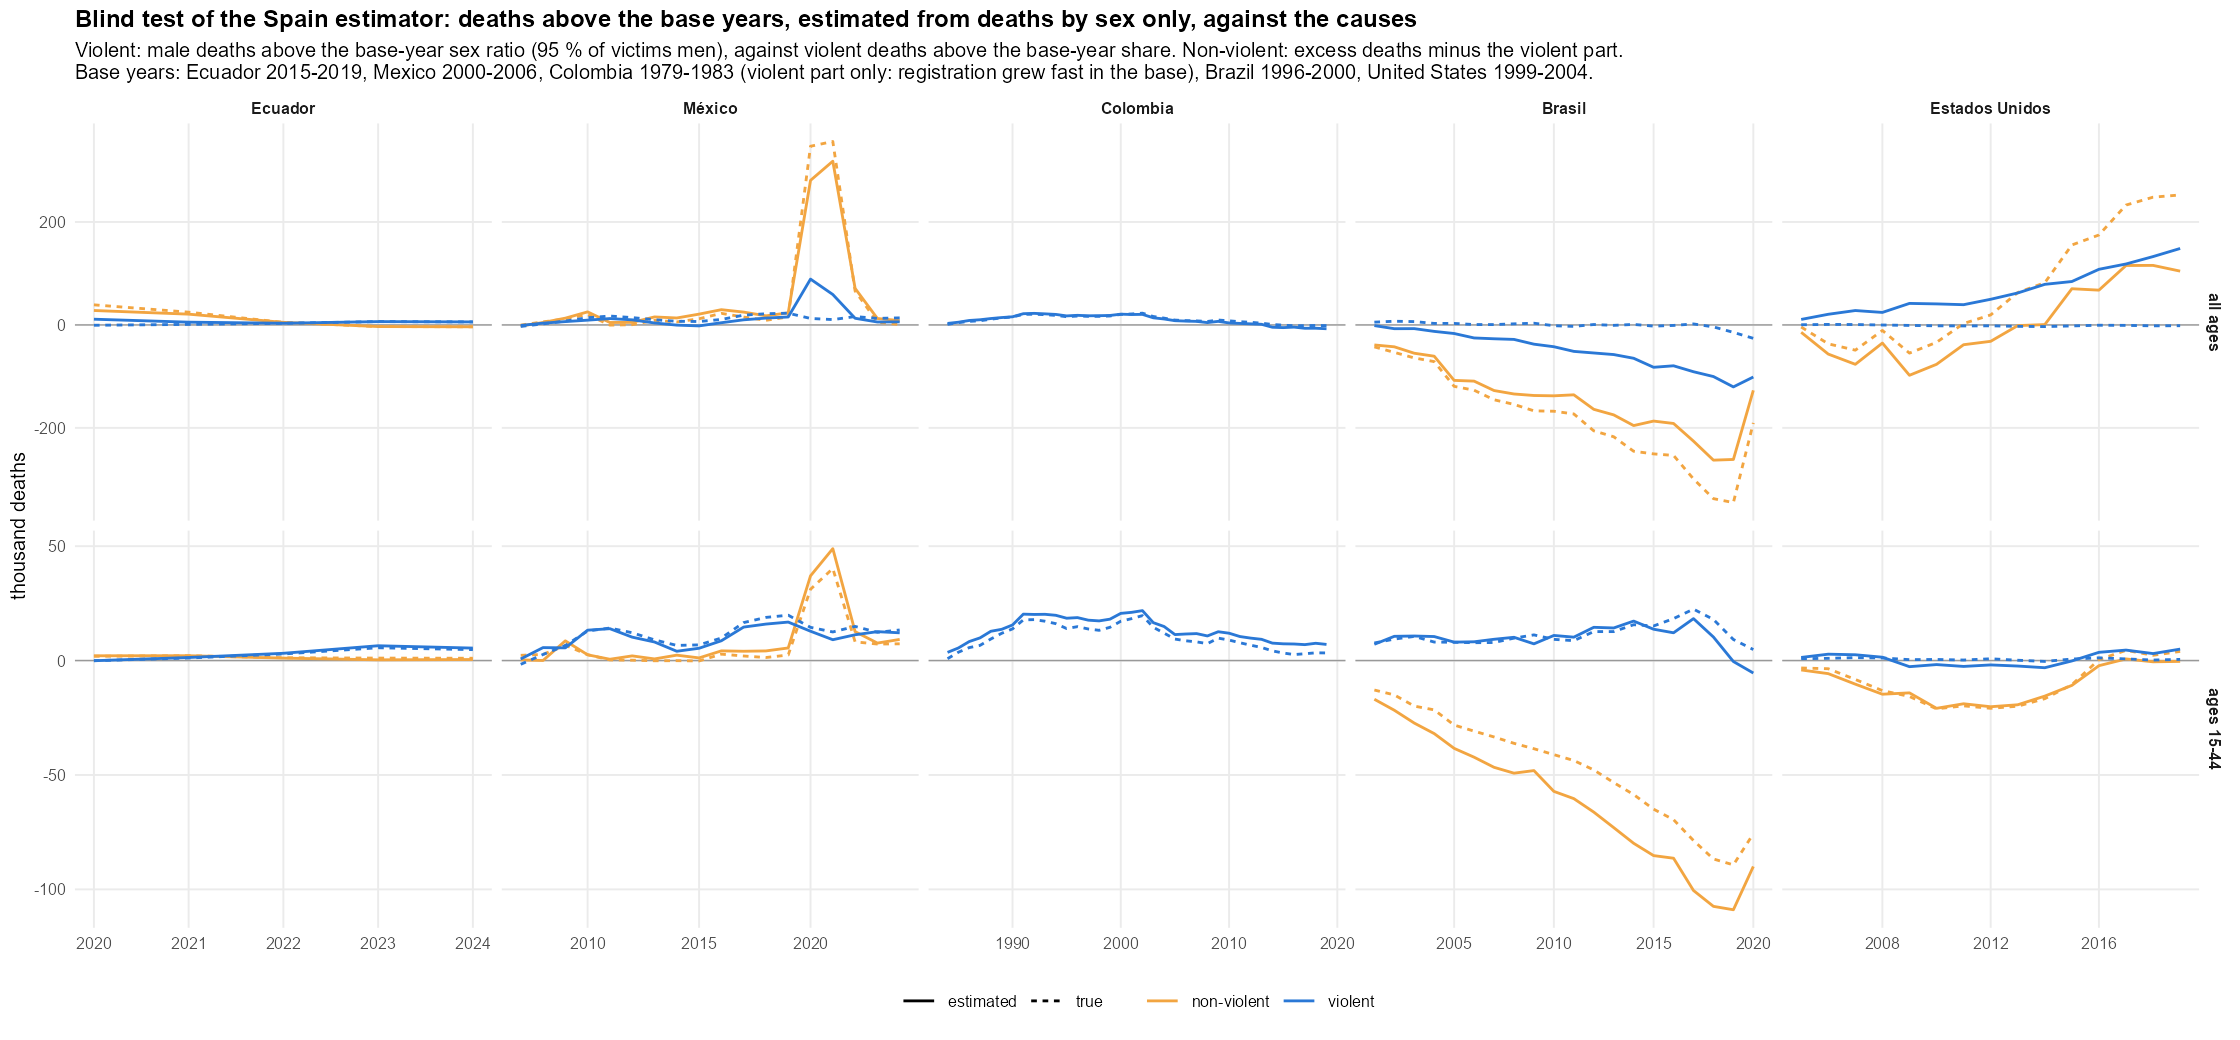 Blind test of the Spain estimator: deaths above the base years, estimated from deaths by sex only, against the causes
Violent: male deaths above the base-year sex ratio (95 % of victims men), against violent deaths above the base-year share. Non-violent: excess deaths minus the violent part.
Base years: Ecuador 2015-2019, Mexico 2000-2006, Colombia 1979-1983 (violent part only: registration grew fast in the base), Brazil 1996-2000, United States 1999-2004.
Ecuador México Colombia Brasil Estados Unidos
200
0
-200
all ages
thousand deaths
50
0
-50
-100
ages 15-44
2020 2021 2022 2023 2024 2010 2015 2020 1990 2000 2010 2020 2005 2010 2015 2020 2008 2012 2016
estimated true non-violent violent